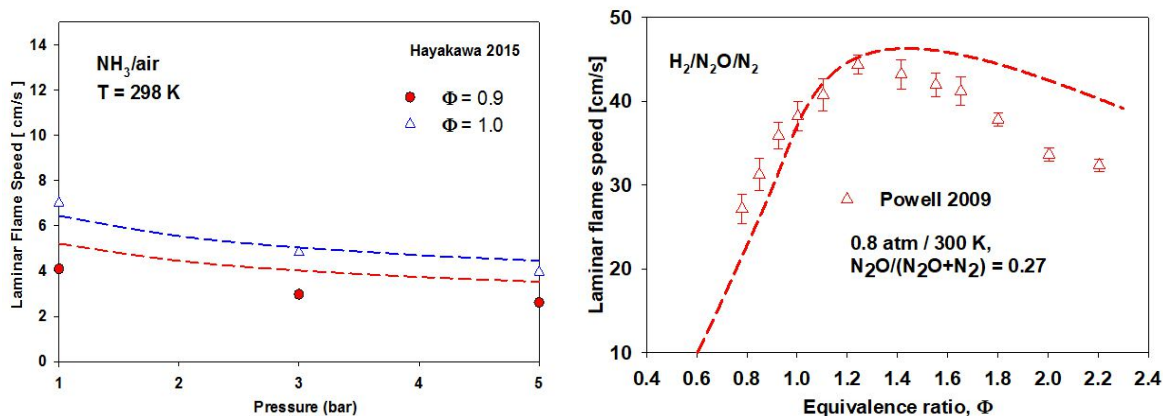 Laminar Flame Speed [ cm/s]
14
12
10
8
6
4
2
0
NH3/air
T = 298 K
Hayakawa 2015
Φ = 0.9
Φ = 1.0
1
2
3
4
5
Pressure (bar)
Laminar flame speed [cm/s]
50
40
30
20
10
H2/N2O/N2
Powell 2009
0.8 atm / 300 K,
N2O/(N2O+N2) = 0.27
0.4 0.6 0.8 1.0 1.2 1.4 1.6 1.8 2.0 2.2 2.4
Equivalence ratio, Φ